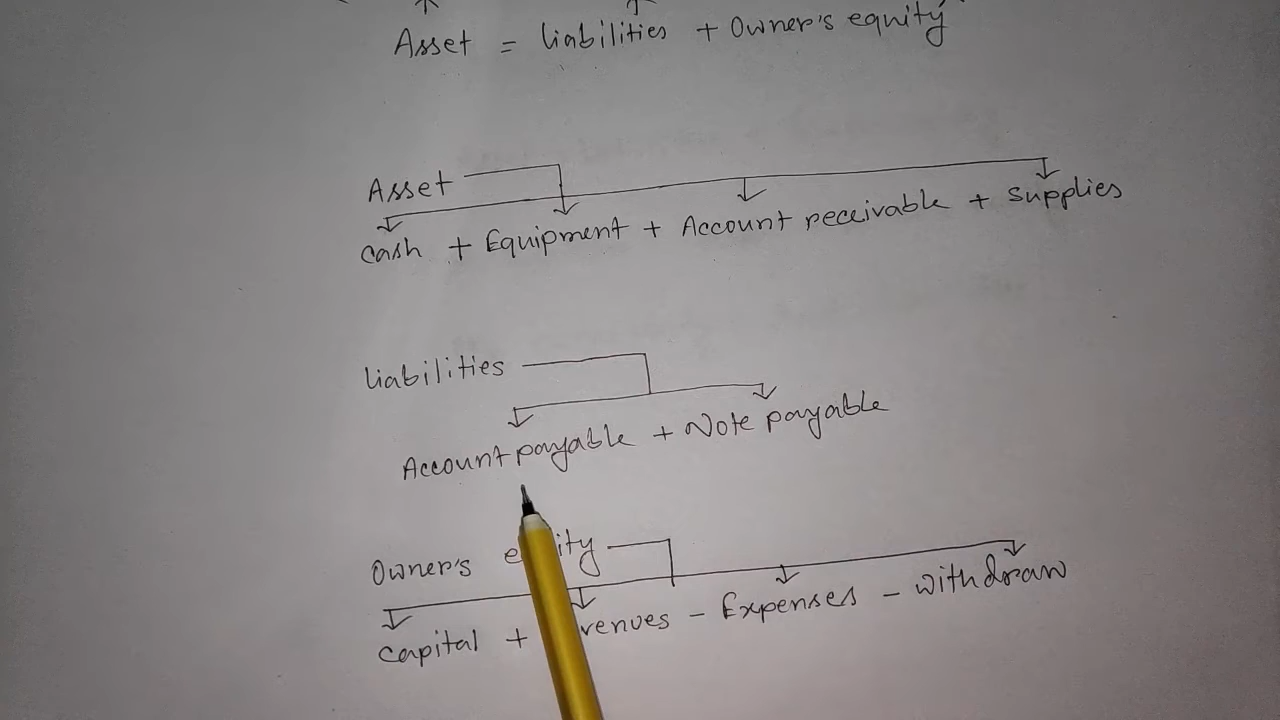 Asset = liabilities + Owner's equity
Asset
Cash + Equipment + Account receivable + Supplies
liabilities
Account payable + Note payable
Owner's
Capital + - Expenses - withdraw